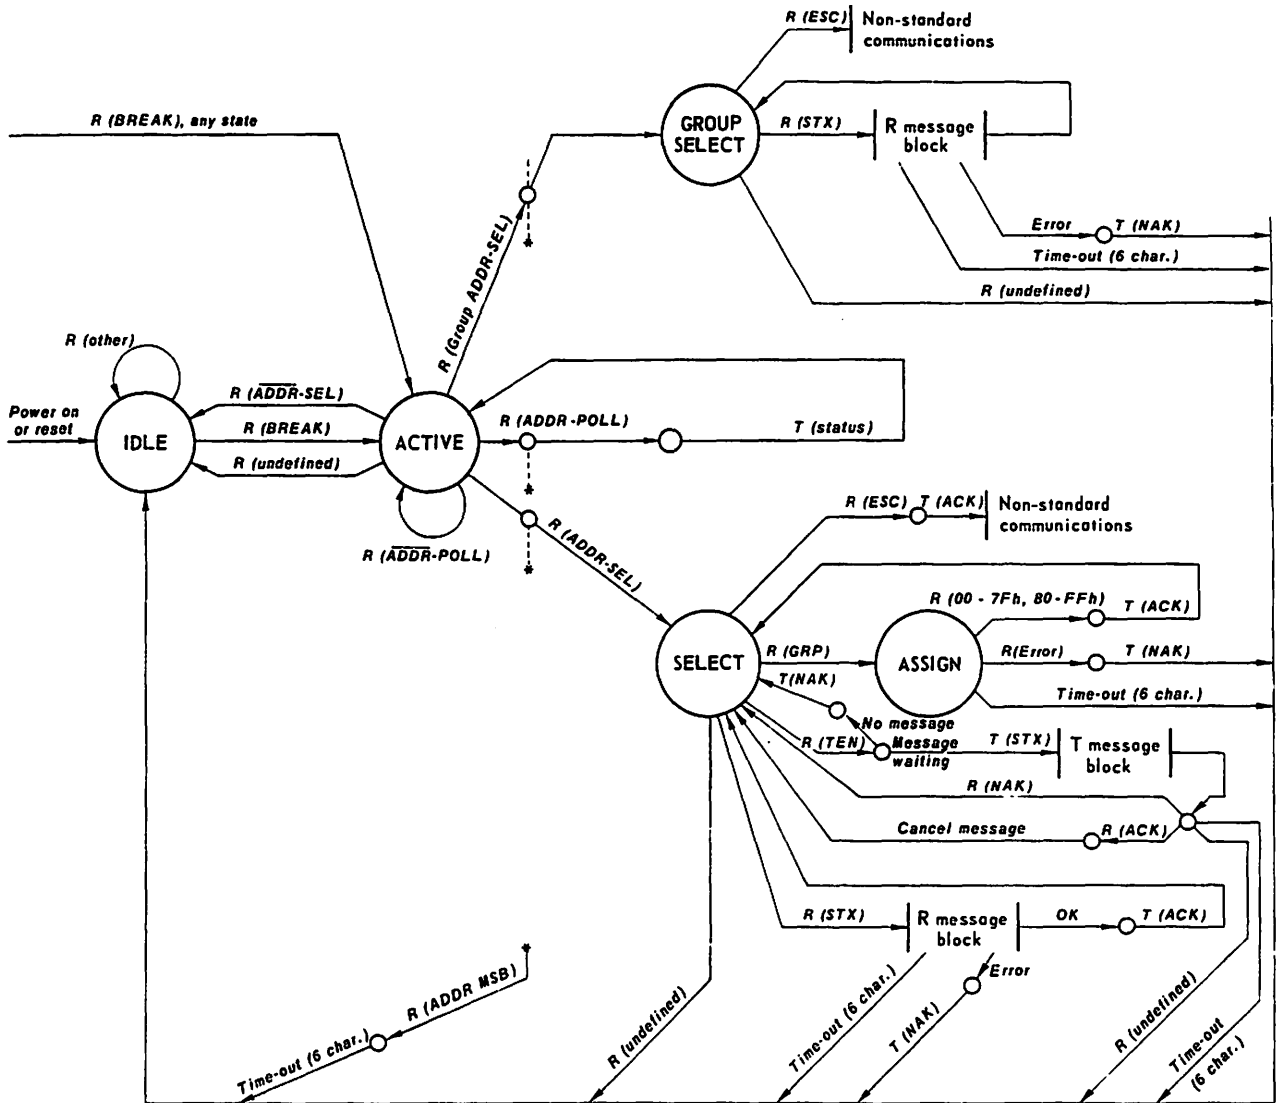 R (ESC)
Non-standard
communications
R (BREAK), any state
GROUP
SELECT
R (STX)
R message
block
*
R (Group ADDR-SEL)
Error
T (NAK)
Time-out (6 char.)
R (undefined)
R (other)
R (A̅D̅D̅R̅-SEL)
Power on
or reset
IDLE
R (BREAK)
R (undefined)
ACTIVE
R (ADDR-POLL)
T (status)
*
R (A̅D̅D̅R̅-POLL)
R (ADDR-SEL)
*
R (ESC)
T (ACK)
Non-standard
communications
R (00 - 7Fh, 80-FFh)
T (ACK)
SELECT
R (GRP)
ASSIGN
R(Error)
T (NAK)
T(NAK)
Time-out (6 char.)
No message
R (TEN)
Message
waiting
T (STX)
T message
block
R (NAK)
Cancel message
R (ACK)
R (STX)
R message
block
OK
T (ACK)
Error
*
R (ADDR MSB)
Time-out (6 char.)
R (undefined)
Time-out (6 char.)
T (NAK)
R (undefined)
Time-out
(6 char.)